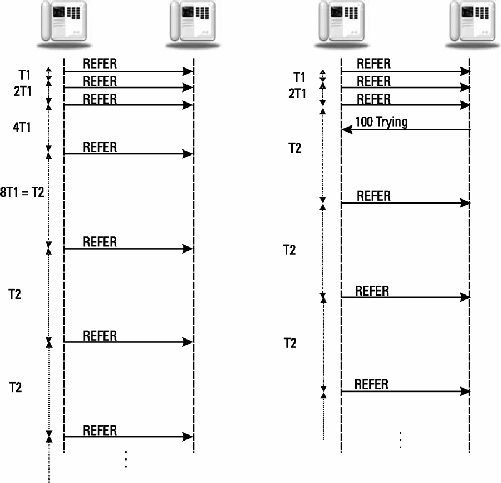 REFER
T1
REFER
2T1
REFER
4T1
REFER
8T1 = T2
REFER
T2
REFER
T2
REFER
REFER
T1
REFER
2T1
REFER
100 Trying
T2
REFER
T2
REFER
T2
REFER